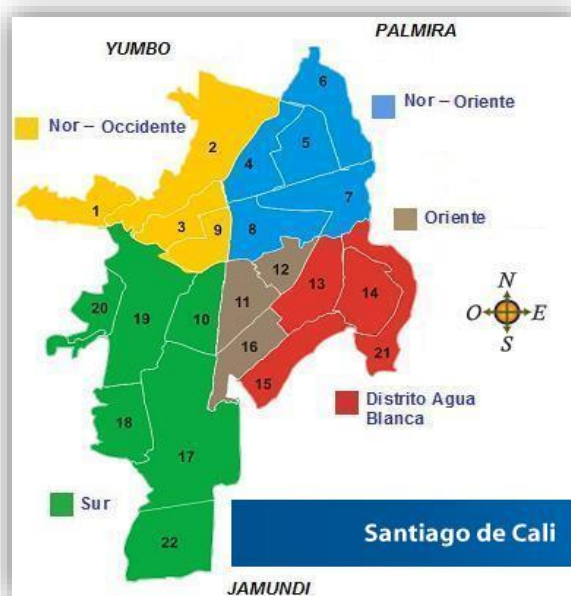 PALMIRA
YUMBO
6
Nor – Oriente
Nor – Occidente
2
5
4
1
3
9
7
8
Oriente
12
11
13
14
N
O
E
S
20
19
10
16
21
15
Distrito Agua
Blanca
18
17
Sur
22
Santiago de Cali
JAMUNDI